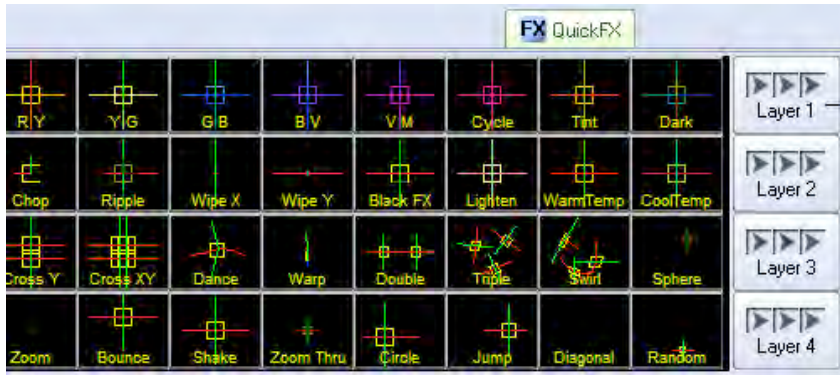 FX QuickFX
R Y Y G G B B V V M Cycle Tint Dark Layer 1
Chop Ripple Wipe X Wipe Y Black FX Lighten WarmTemp CoolTemp Layer 2
Cross Y Cross XY Dance Warp Double Triple Swirl Sphere Layer 3
Zoom Bounce Shake Zoom Thru Circle Jump Diagonal Random Layer 4